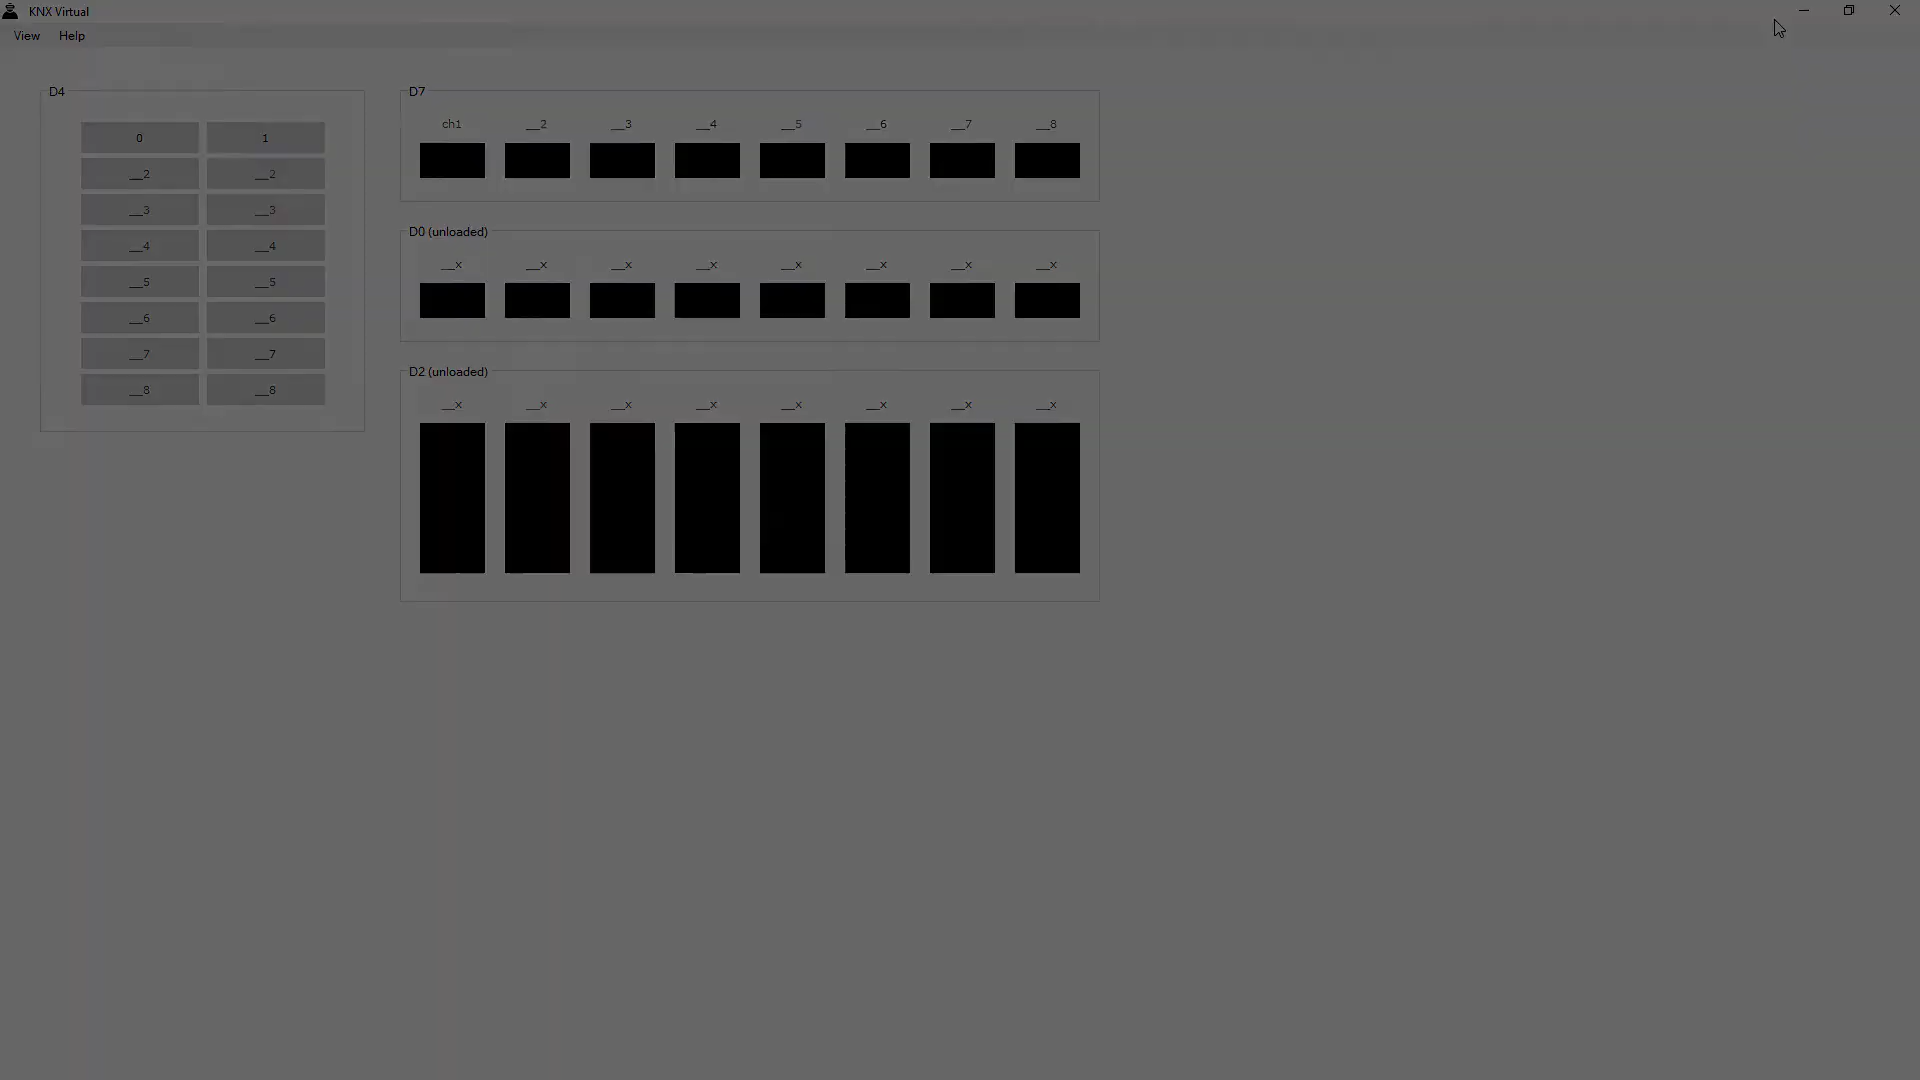 KNX Virtual
View Help
D4
0 1
__2 __2
__3 __3
__4 __4
__5 __5
__6 __6
__7 __7
__8 __8
D7
ch1 __2 __3 __4 __5 __6 __7 __8
D0 (unloaded)
__x __x __x __x __x __x __x __x
D2 (unloaded)
__x __x __x __x __x __x __x __x